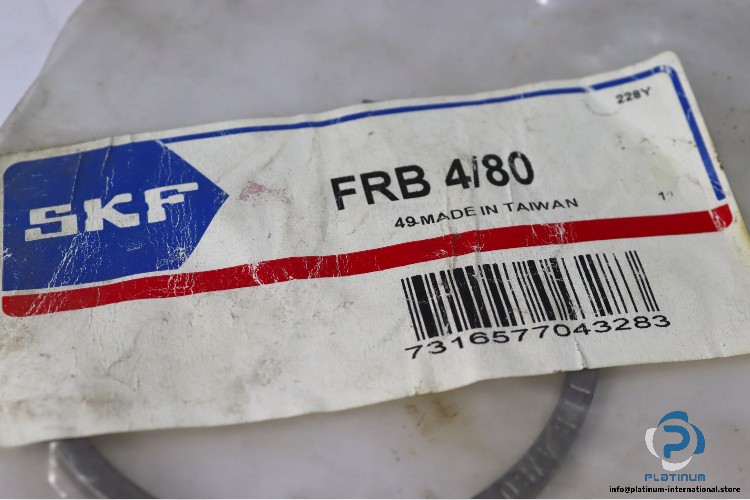 228Y
SKF
FRB 4/80
49-MADE IN TAIWAN
7316577043283
PLATINUM
info@platinum-international.store